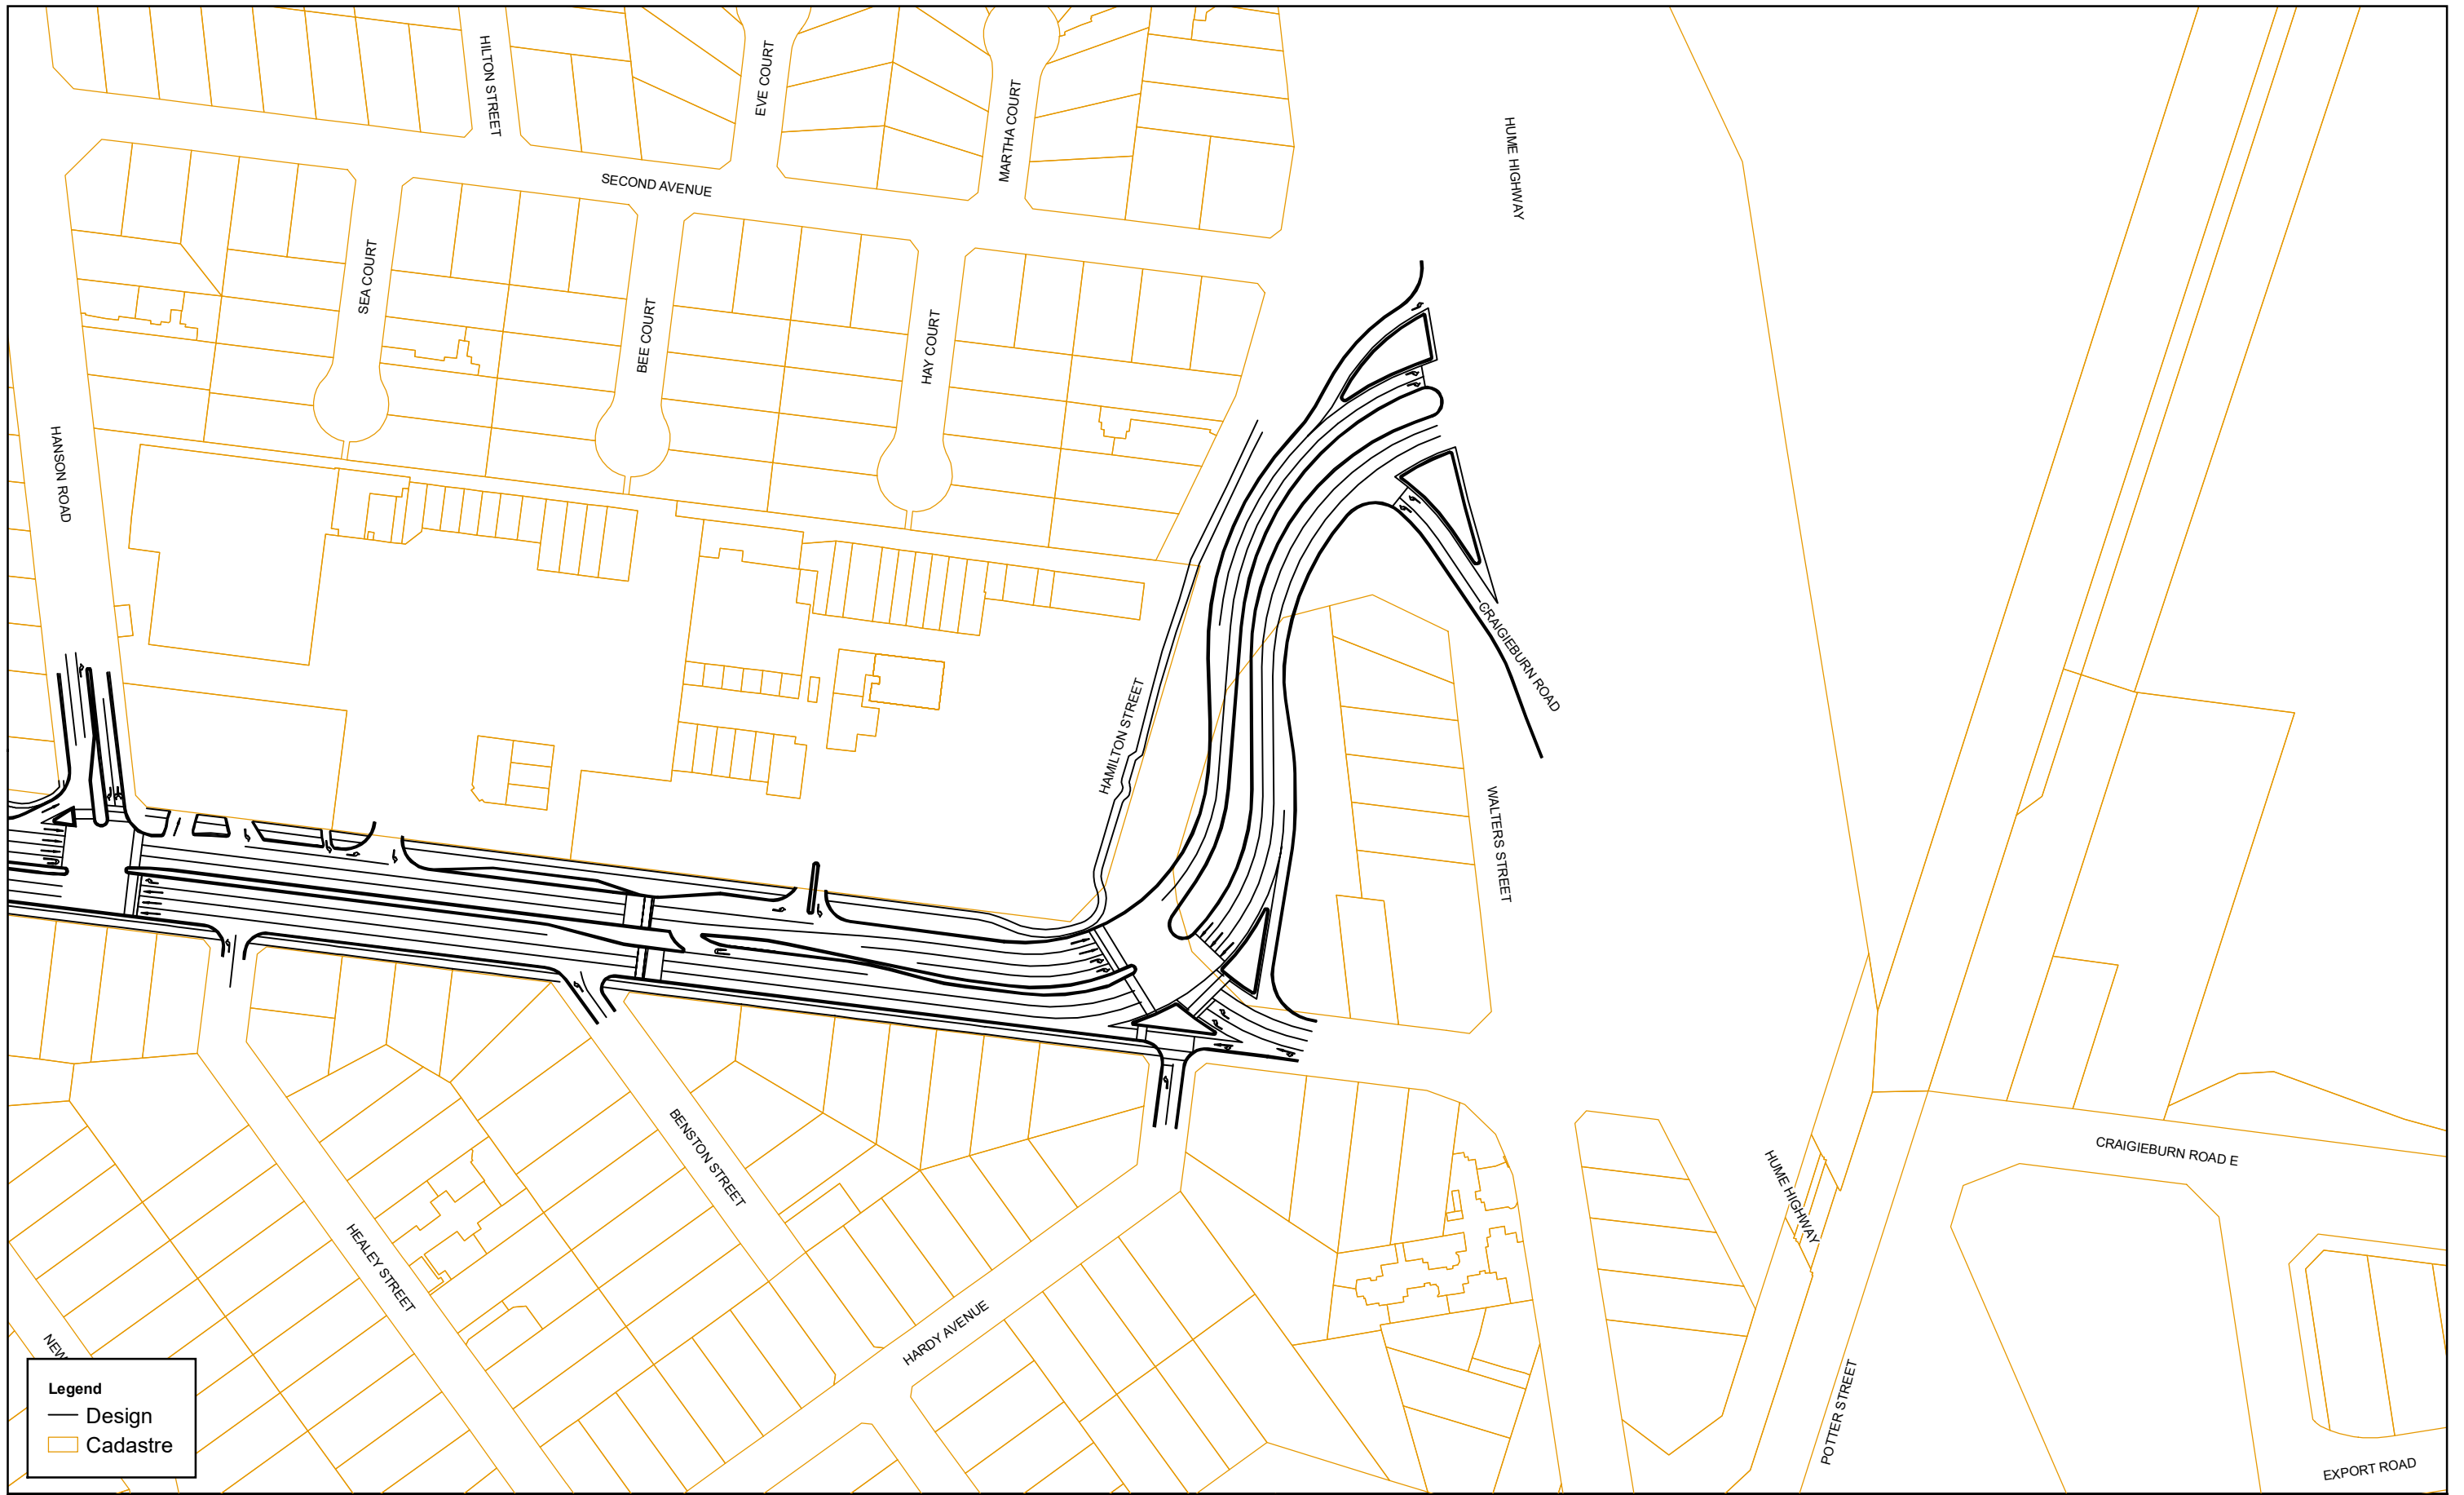 HILTON STREET
EVE COURT
MARTHA COURT
HUME HIGHWAY
SECOND AVENUE
SEA COURT
BEE COURT
HAY COURT
HANSON ROAD
CRAIGIEBURN ROAD
HAMILTON STREET
WALTERS STREET
BENSTON STREET
CRAIGIEBURN ROAD E
HUME HIGHWAY
HEALEY STREET
HARDY AVENUE
NEW
POTTER STREET
EXPORT ROAD
Legend
Design
Cadastre